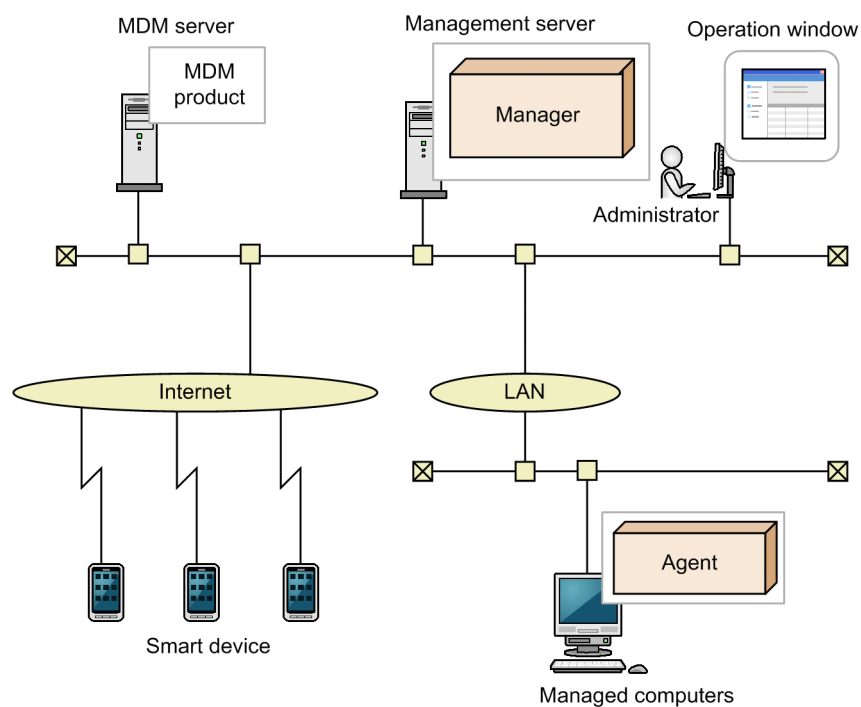 MDM server
Management server
Operation window
MDM
product
Manager
Administrator
Internet
LAN
Agent
Smart device
Managed computers